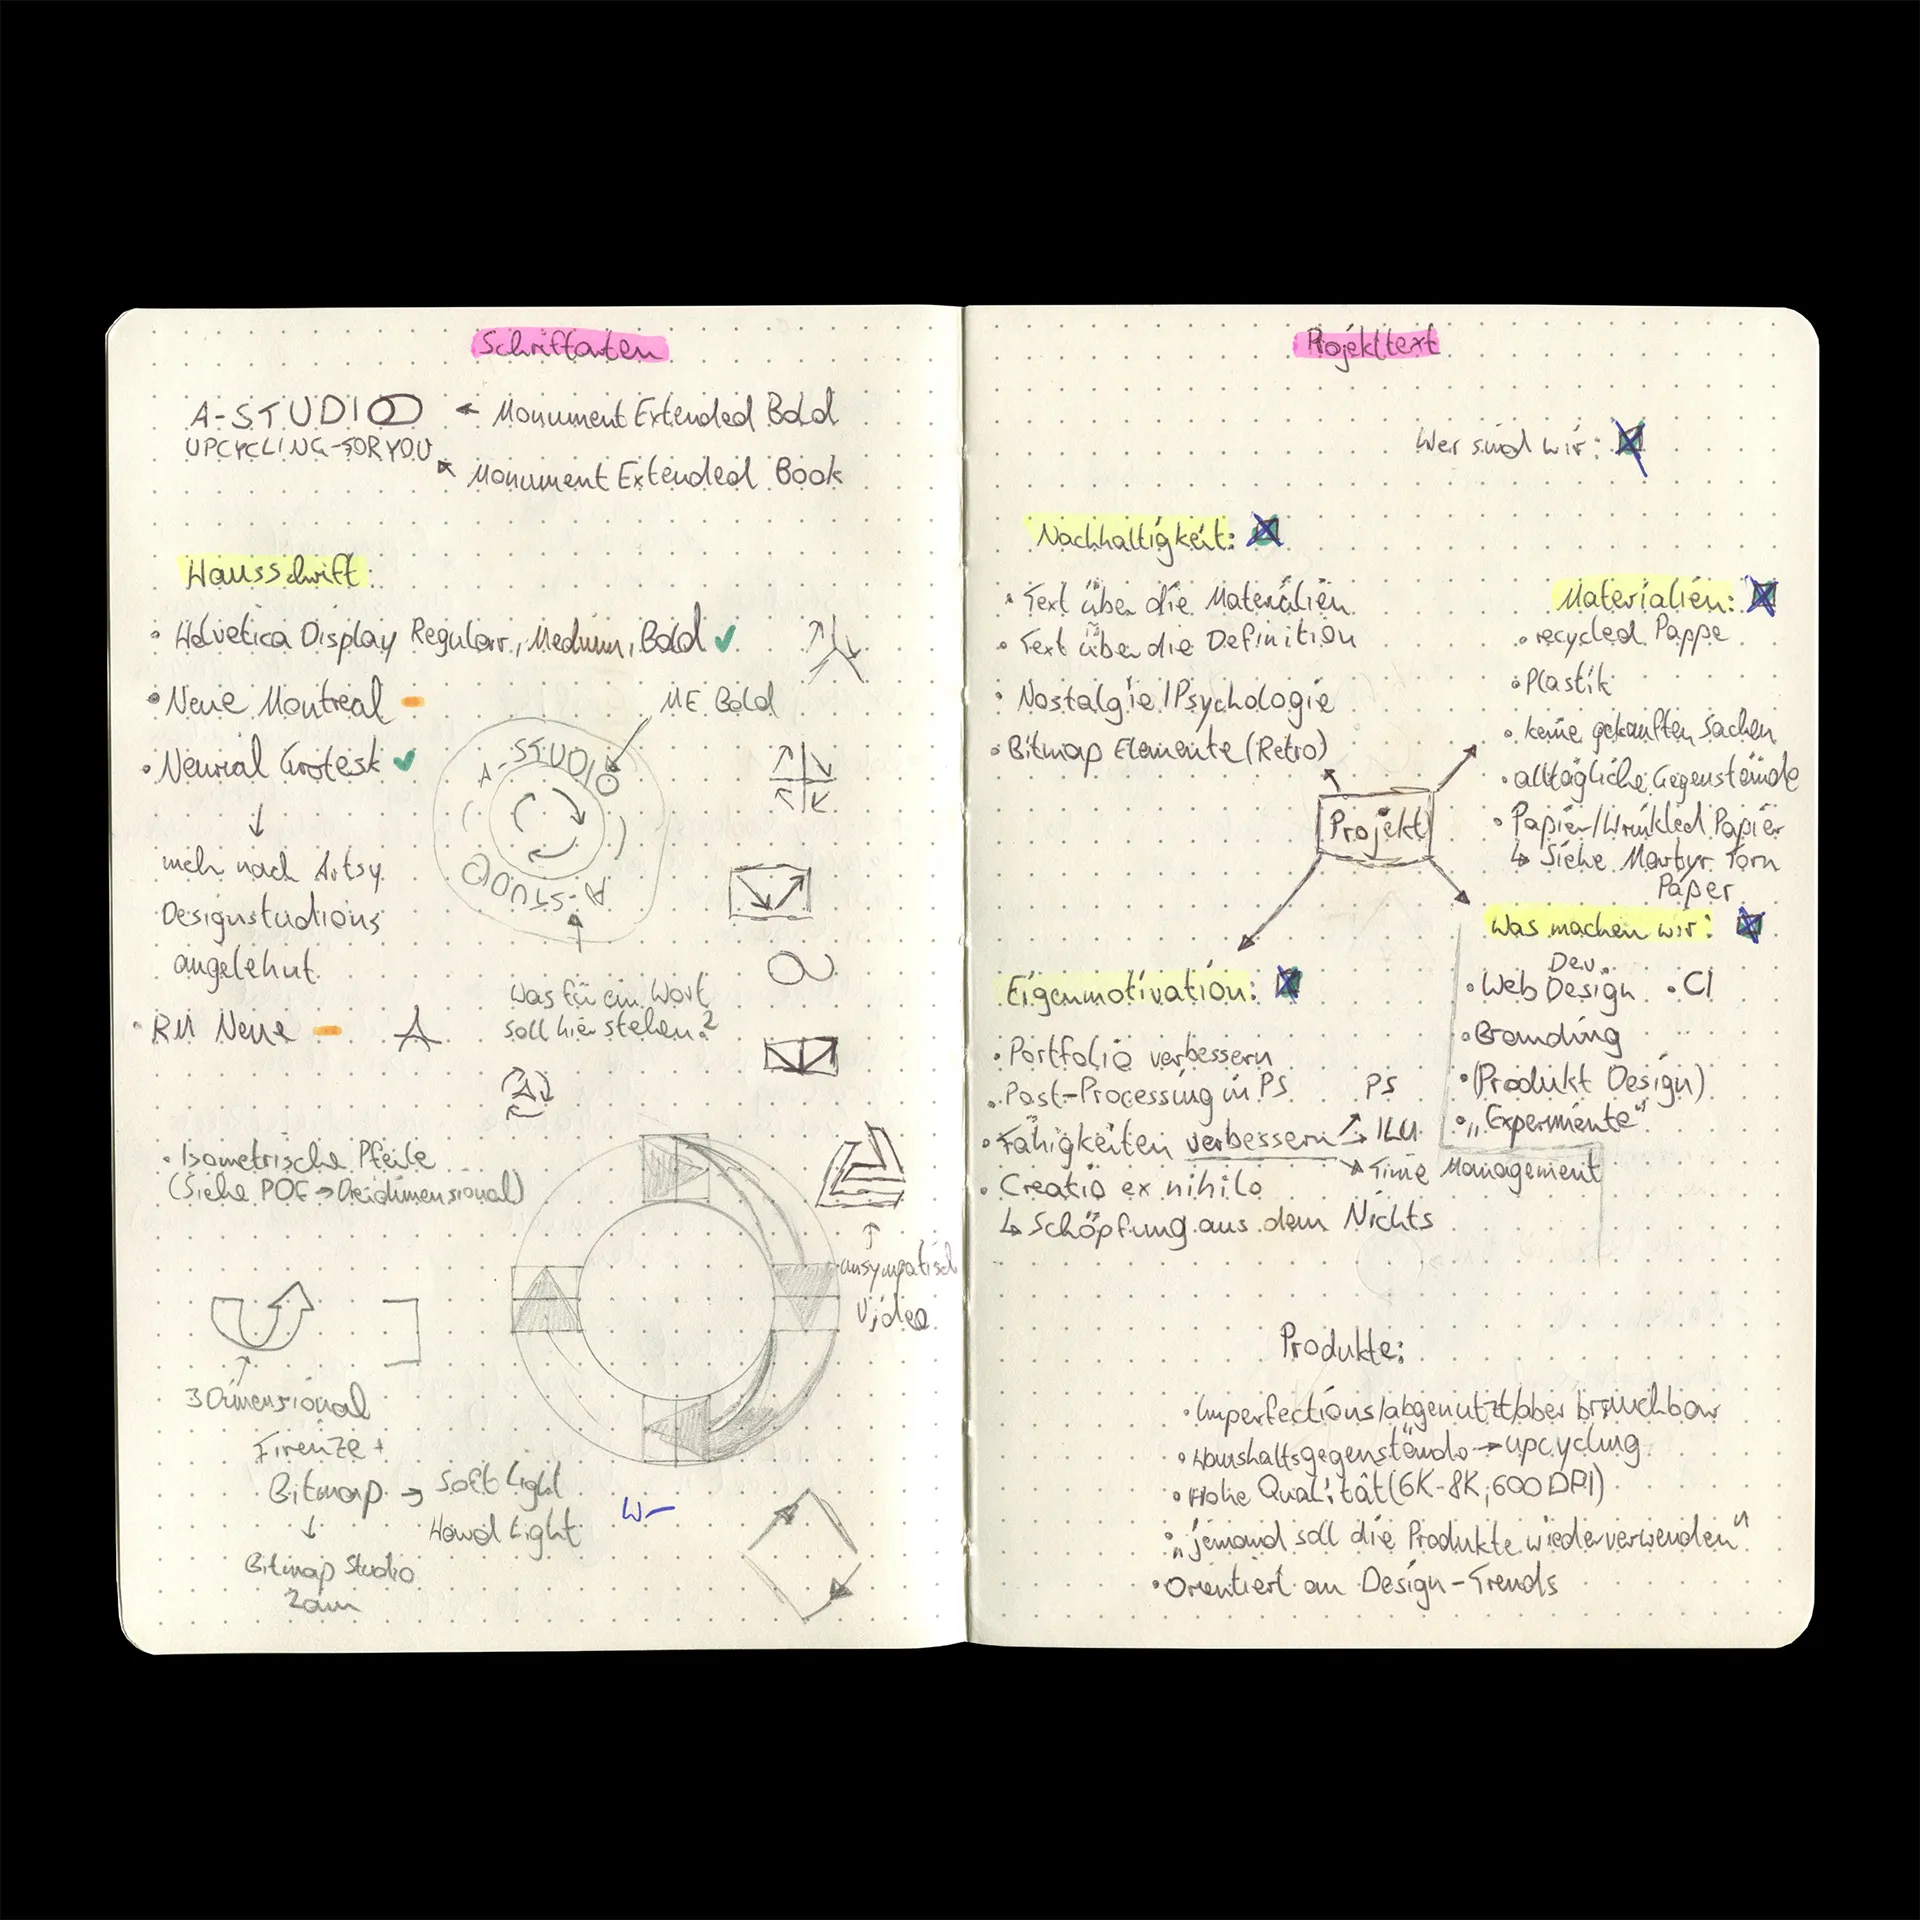 Schriftarten
A-STUDIO ← Monument Extended Bold
UPCYCLING-FOR YOU
Monument Extended Book
Hausschrift:
• Helvetica Display Regular, Medium, Bold ✓
• Neue Montreal -
ME Bold
• Neurial Grotesk ✓
A-STUDIO
A-STUDIO
meh nach Artsy
Designstudions
angelehnt
Was für ein Wort
soll hier stehen?
• RM Neue -
A
A
• Isometrische Pfeile
(Siehe PDF → Dreidimensional)
unsympatisch
Video
3Dimensional
Firenze +
Bitmap → Soft Light
Hard Light
Bitmap Studio
2am
W-
Projekttext
Wer sind wir:
Nachhaltigkeit:
• Text über die Materialien
• Text über die Definition
• Nostalgie/Psychologie
• Bitmap Elemente (Retro)
Materialien:
• recycled Pappe
• Plastik
• keine gekauften Sachen
• alltägliche Gegenstände
• Papier/Wrinkled Papier
↳ Siehe Martyr Torn
Paper
Projekt
Was machen wir:
Dev.
• Web Design • CI
• Branding
• (Produkt Design)
• „Experimente"
Eigenmotivation:
• Portfolio verbessern
• Post-Processing in PS
• Fähigkeiten verbessern
PS
ILLU
Time Management
• Creatio ex nihilo
↳ Schöpfung aus dem Nichts
Produkte:
• Imperfections/abgenutzt/aber brauchbar
• Haushaltsgegenstände → upcycling
• Hohe Qualität (6K-8K, 600 DPI)
• „jemand soll die Produkte wiederverwenden"
• Orientiert an Design-Trends